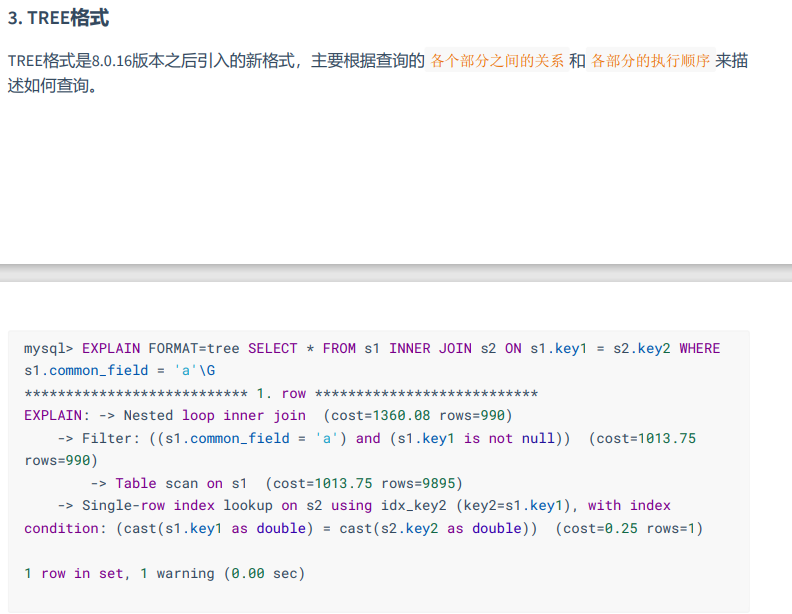 3. TREE格式
TREE格式是8.0.16版本之后引入的新格式，主要根据查询的 各个部分之间的关系 和 各部分的执行顺序 来描
述如何查询。
mysql> EXPLAIN FORMAT=tree SELECT * FROM s1 INNER JOIN s2 ON s1.key1 = s2.key2 WHERE
s1.common_field = 'a'\G
*************************** 1. row ***************************
EXPLAIN: -> Nested loop inner join  (cost=1360.08 rows=990)
    -> Filter: ((s1.common_field = 'a') and (s1.key1 is not null))  (cost=1013.75
rows=990)
        -> Table scan on s1  (cost=1013.75 rows=9895)
    -> Single-row index lookup on s2 using idx_key2 (key2=s1.key1), with index
condition: (cast(s1.key1 as double) = cast(s2.key2 as double))  (cost=0.25 rows=1)
1 row in set, 1 warning (0.00 sec)